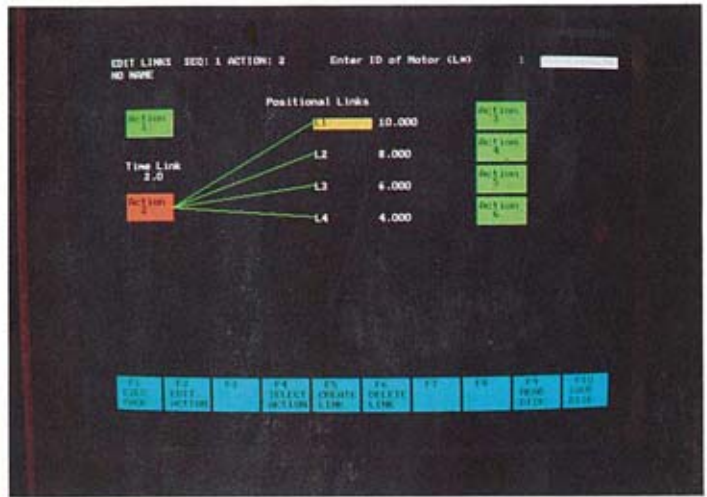 EDIT LINKS SEQ: 1 ACTION: 2 Enter ID of Motor (L#) :
NO NAME
Positional Links
Action 1
L1 10.000
Action 3
L2 8.000
Action 4
Time Link
2.0
L3 6.000
Action 5
Action 2
L4 4.000
Action 6
F1
F2 EDIT ACTION
F3
F4 SELECT ACTION
F5 CREATE LINK
F6 DELETE LINK
F7
F8
F9 READ DISK
F10 DISK